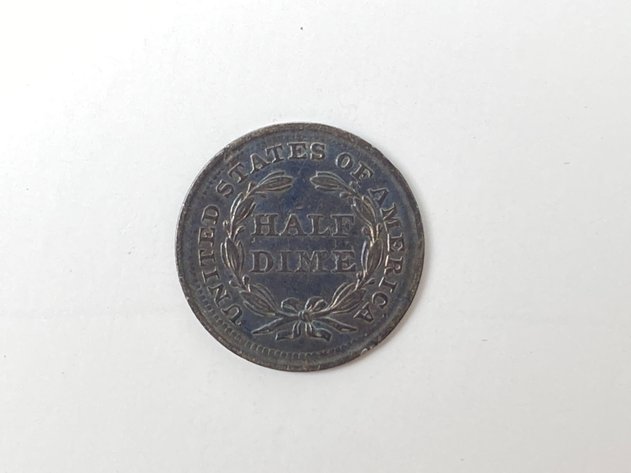 UNITED STATES OF AMERICA
HALF
DIME